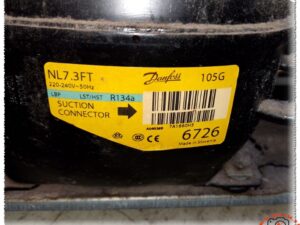 NL7.3FT Danfoss 105G
220-240V~50Hz
LBP LST/HST R134a
SUCTION
CONNECTOR
6726
Made in Slovenia